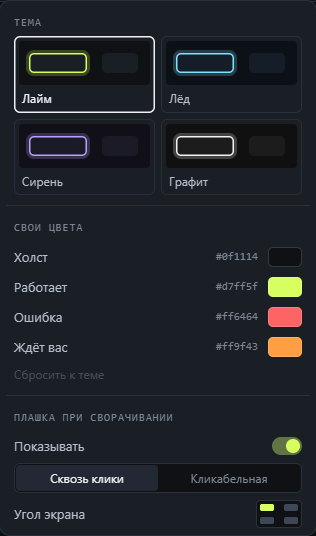 ТЕМА
Лайм
Лёд
Сирень
Графит
СВОИ ЦВЕТА
Холст #0f1114
Работает #d7ff5f
Ошибка #ff6464
Ждёт вас #ff9f43
Сбросить к теме
ПЛАШКА ПРИ СВОРАЧИВАНИИ
Показывать
Сквозь клики Кликабельная
Угол экрана